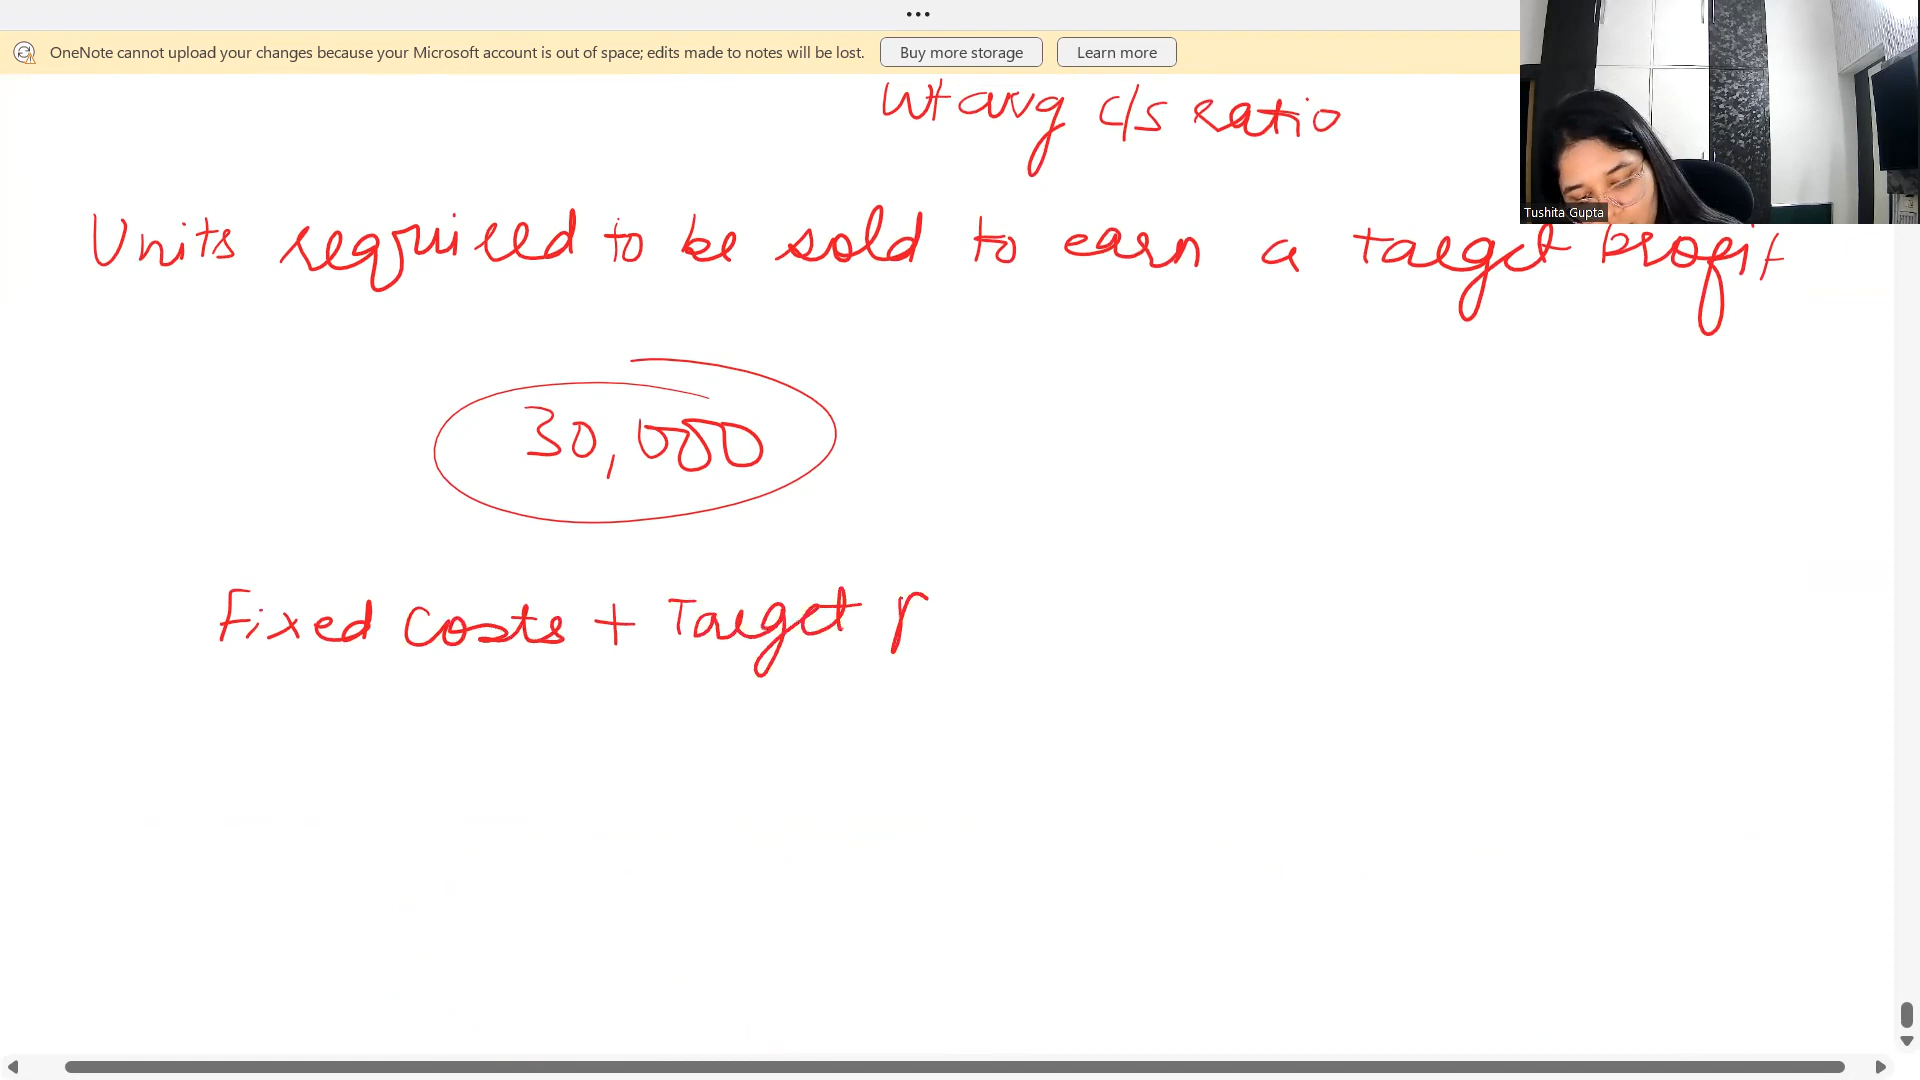 •••
OneNote cannot upload your changes because your Microsoft account is out of space; edits made to notes will be lost. Buy more storage Learn more
Wt avg c/s ratio
Tushita Gupta
Units required to be sold to earn a target profit
30,000
Fixed costs + Target p